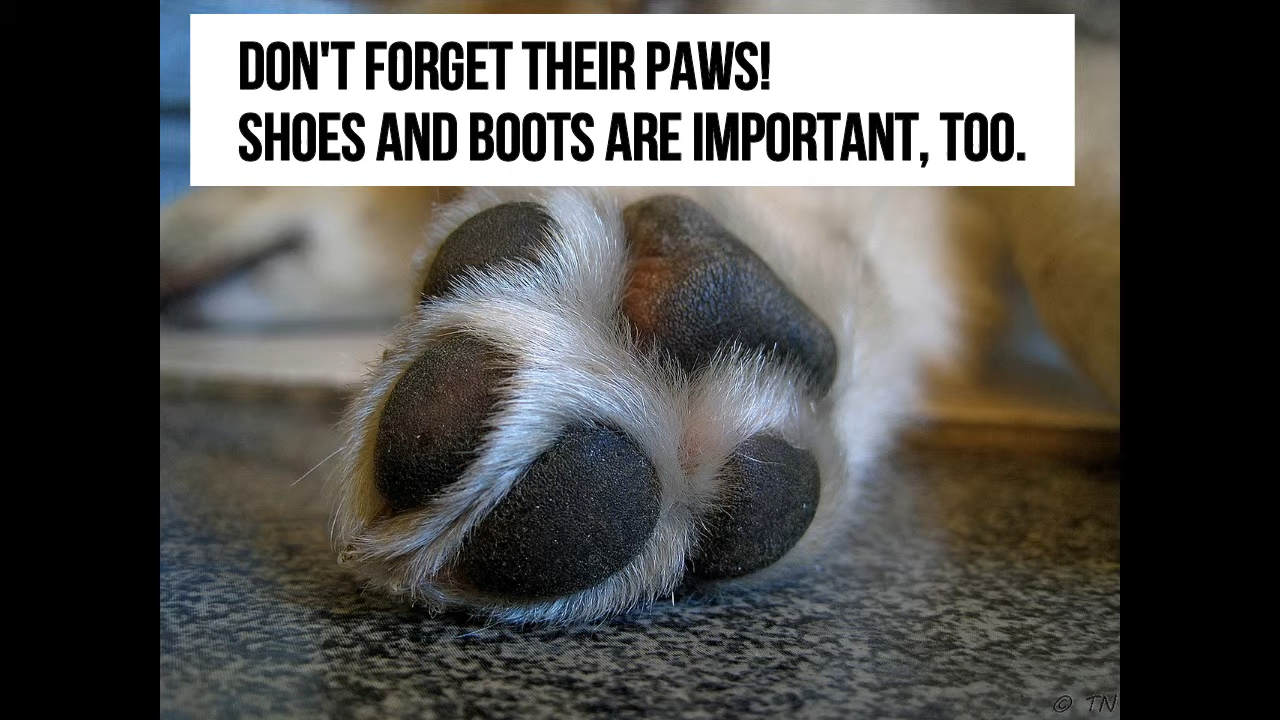 DON'T FORGET THEIR PAWS!
SHOES AND BOOTS ARE IMPORTANT, TOO.
© TN